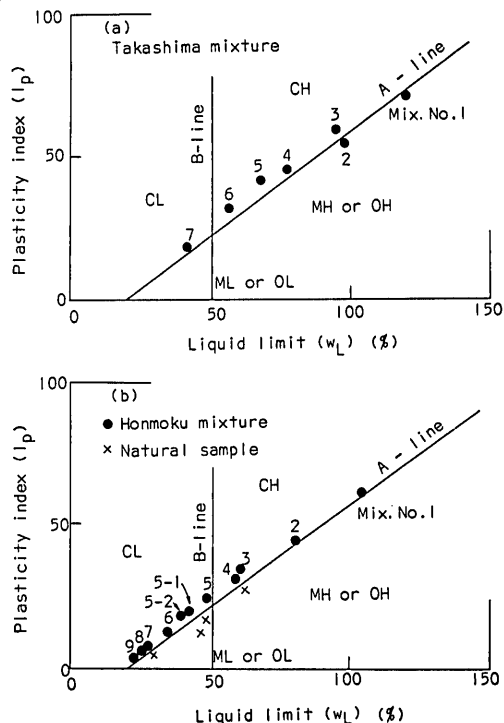 100
(a)
Takashima mixture
CH
A - line
3
Mix. No.1
B-line
Plasticity index (Ip)
50
2
4
5
CL
6
MH or OH
7
ML or OL
0
0
50
100
150
Liquid limit (wL) (%)
100
(b)
● Honmoku mixture
× Natural sample
A - line
CH
B-line
Mix. No.1
Plasticity index (Ip)
50
2
CL
3
4
5-1
5
5-2
MH or OH
6
9 8 7
ML or OL
0
0
50
100
150
Liquid limit (wL) (%)